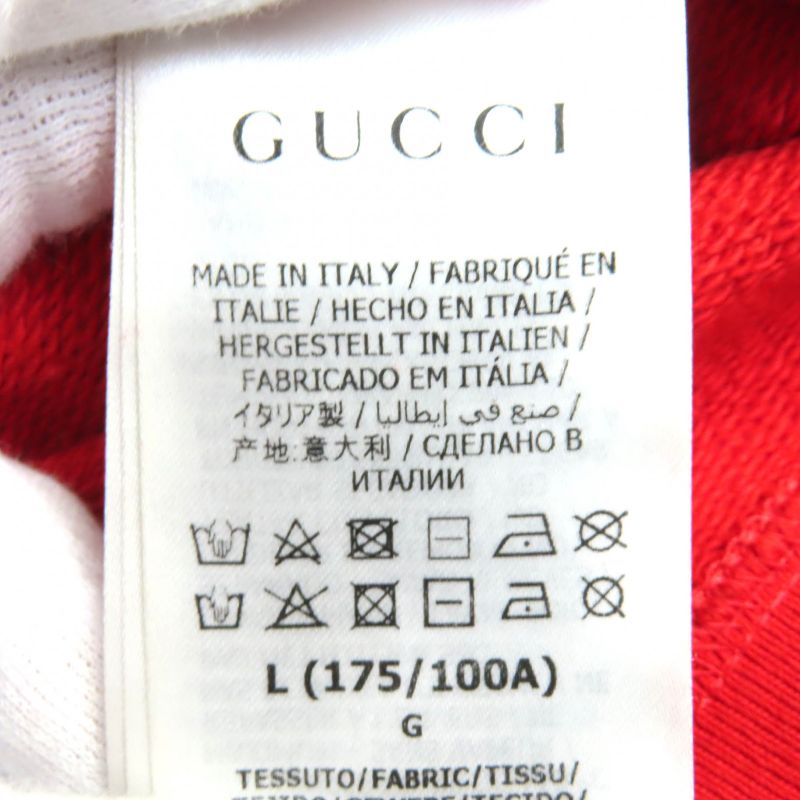 GUCCI
MADE IN ITALY / FABRIQUÉ EN
ITALIE / HECHO EN ITALIA /
HERGESTELLT IN ITALIEN /
FABRICADO EM ITÁLIA /
イタリア製 / صنع في إيطاليا /
产地:意大利 / СДЕЛАНО В
ИТАЛИИ
L (175/100A)
G
TESSUTO/FABRIC/TISSU/